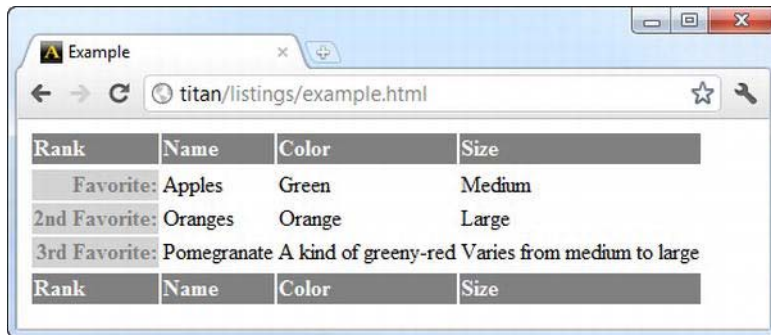 Example
titan/listings/example.html
Rank Name Color Size
Favorite: Apples Green Medium
2nd Favorite: Oranges Orange Large
3rd Favorite: Pomegranate A kind of greeny-red Varies from medium to large
Rank Name Color Size